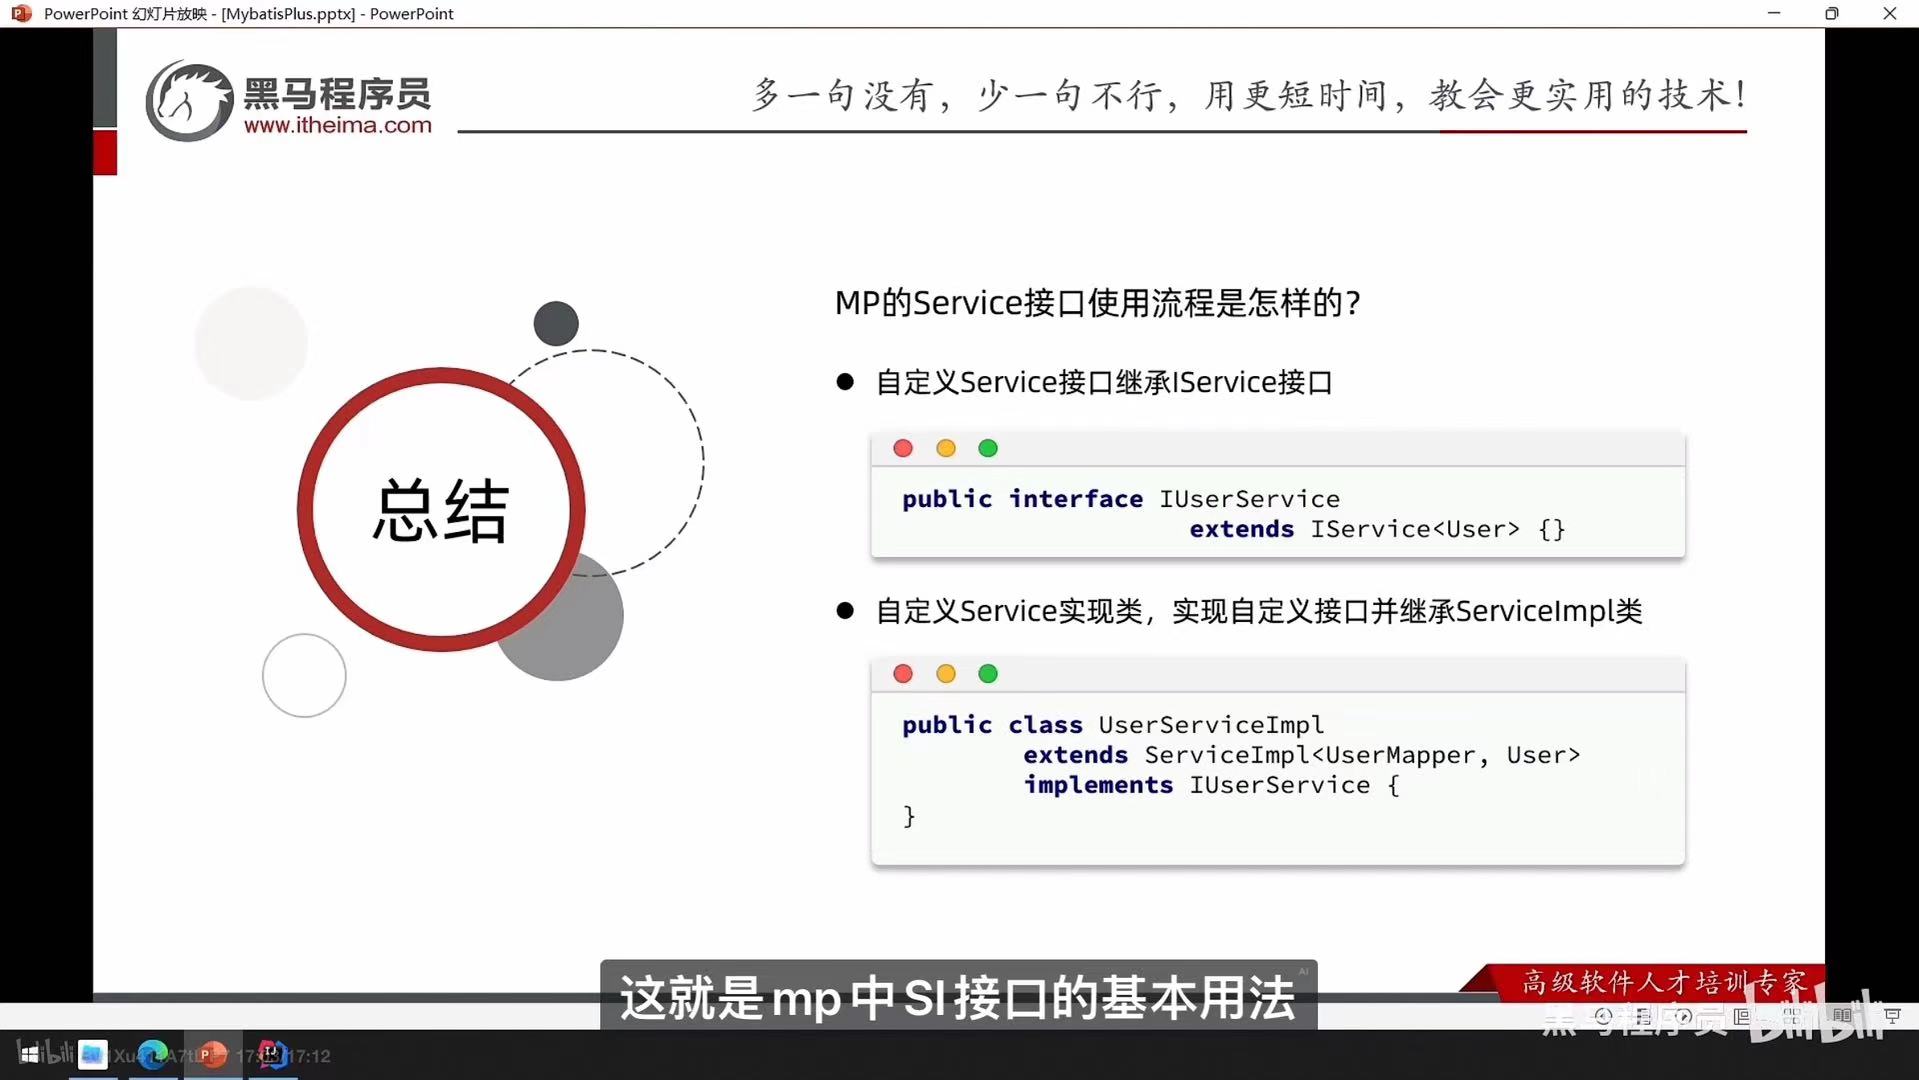 PowerPoint 幻灯片放映 - [MybatisPlus.pptx] - PowerPoint
黑马程序员
www.itheima.com
多一句没有，少一句不行，用更短时间，教会更实用的技术！
总结
MP的Service接口使用流程是怎样的？
自定义Service接口继承IService接口
public interface IUserService
extends IService<User> {}
自定义Service实现类，实现自定义接口并继承ServiceImpl类
public class UserServiceImpl
extends ServiceImpl<UserMapper, User>
implements IUserService {
}
AI
这就是mp中SI接口的基本用法
高级软件人才培训专家
黑马程序员 bilibili
bilibili
17:12